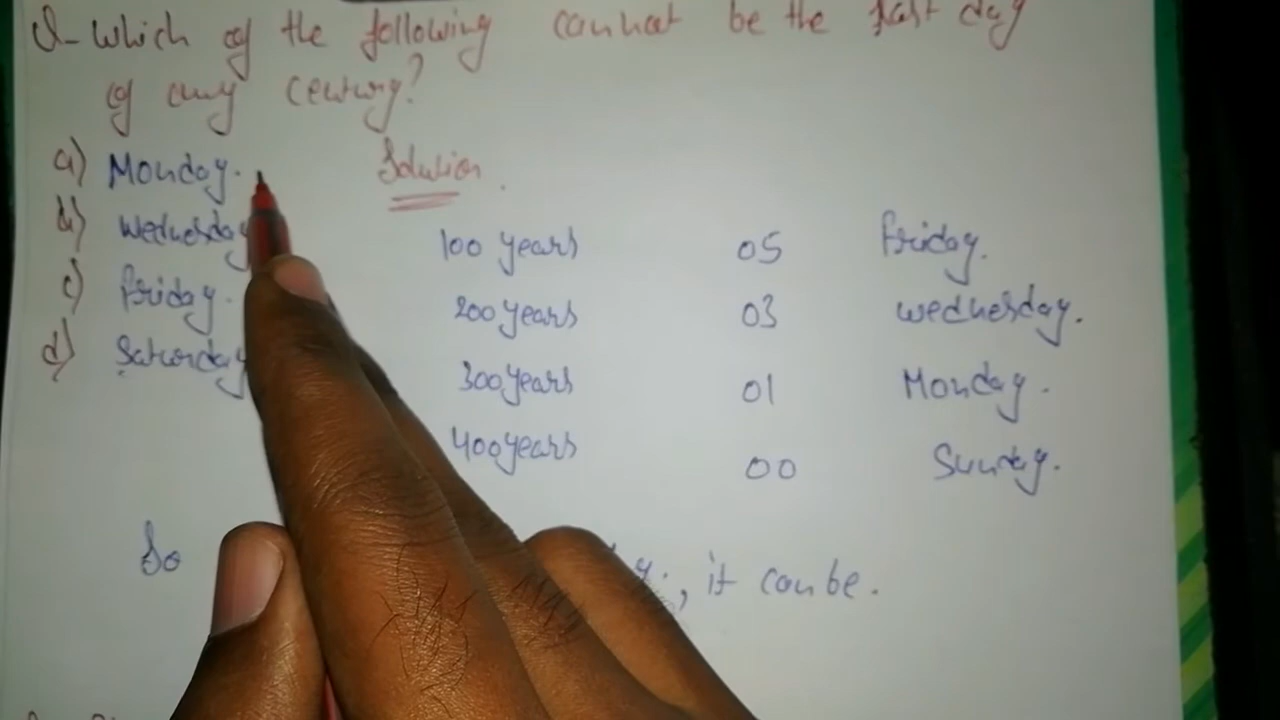 Q- Which of the following cannot be the last day
of any century?
a) Monday.
Solution.
b) Wednesday
c) Friday.
d) Saturday
100 years 05 Friday.
200 years 03 Wednesday.
300 years 01 Monday.
400 years 00 Sunday.
So , it can be.